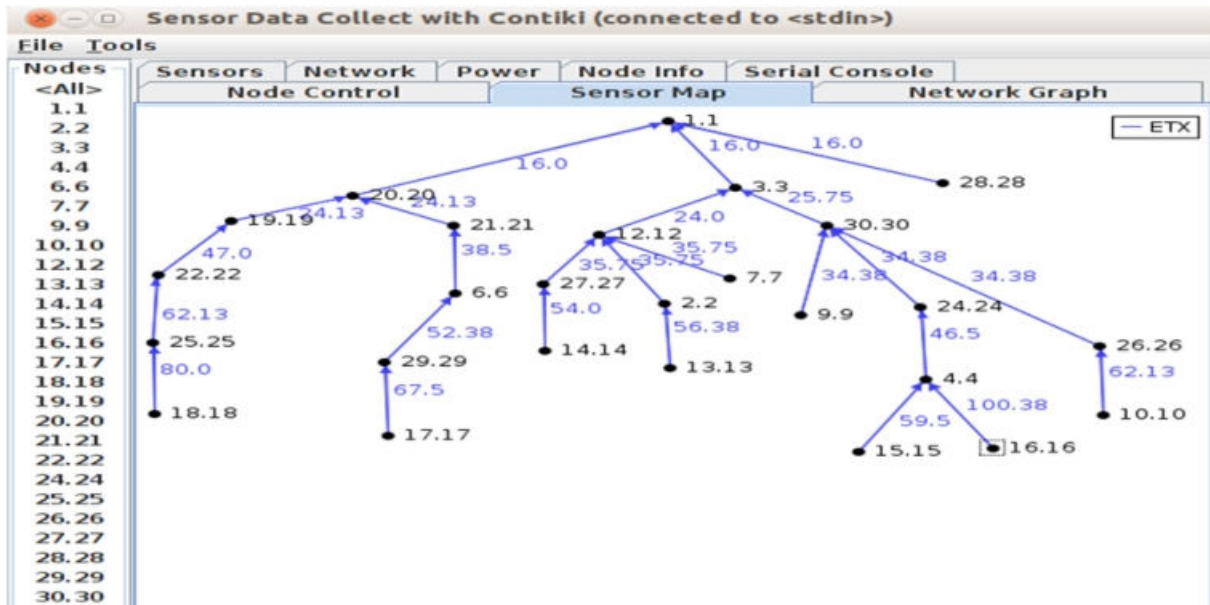 Sensor Data Collect with Contiki (connected to <stdin>)
File Tools
Nodes
<All>
1.1
2.2
3.3
4.4
6.6
7.7
9.9
10.10
12.12
13.13
14.14
15.15
16.16
17.17
18.18
19.19
20.20
21.21
22.22
24.24
25.25
26.26
27.27
28.28
29.29
30.30
Sensors Network Power Node Info Serial Console
Node Control Sensor Map Network Graph
1.1
ETX
16.0 16.0 16.0
28.28
20.20 3.3
24.13 24.13 25.75
19.19 21.21 24.0 12.12 30.30
47.0 38.5 35.75 35.75 35.75 34.38 34.38 34.38
22.22 6.6 27.27 7.7
62.13 52.38 54.0 2.2 56.38 9.9 24.24 46.5
25.25 29.29 14.14 13.13 26.26
80.0 67.5 4.4 62.13
18.18 17.17 59.5 100.38 10.10
15.15 16.16